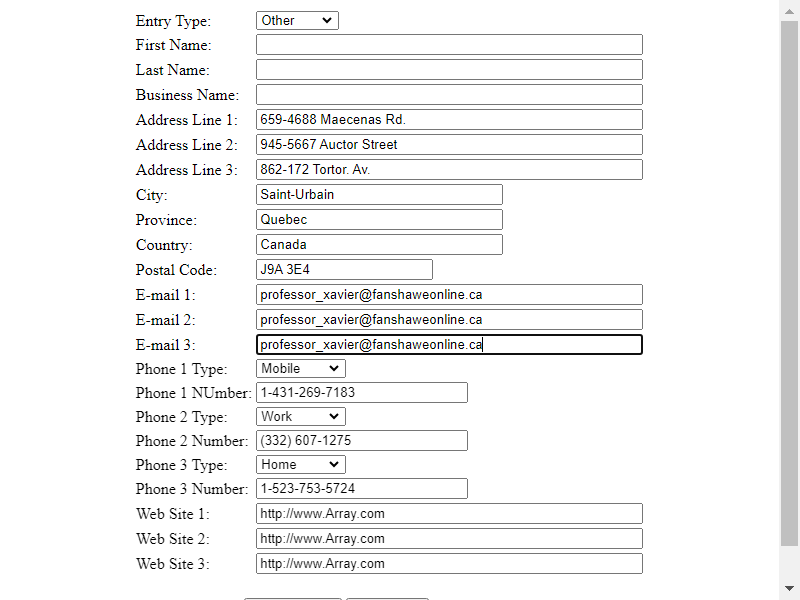 Entry Type: Other
First Name:
Last Name:
Business Name:
Address Line 1: 659-4688 Maecenas Rd.
Address Line 2: 945-5667 Auctor Street
Address Line 3: 862-172 Tortor. Av.
City: Saint-Urbain
Province: Quebec
Country: Canada
Postal Code: J9A 3E4
E-mail 1: professor_xavier@fanshaweonline.ca
E-mail 2: professor_xavier@fanshaweonline.ca
E-mail 3: professor_xavier@fanshaweonline.ca
Phone 1 Type: Mobile
Phone 1 NUmber: 1-431-269-7183
Phone 2 Type: Work
Phone 2 Number: (332) 607-1275
Phone 3 Type: Home
Phone 3 Number: 1-523-753-5724
Web Site 1: http://www.Array.com
Web Site 2: http://www.Array.com
Web Site 3: http://www.Array.com